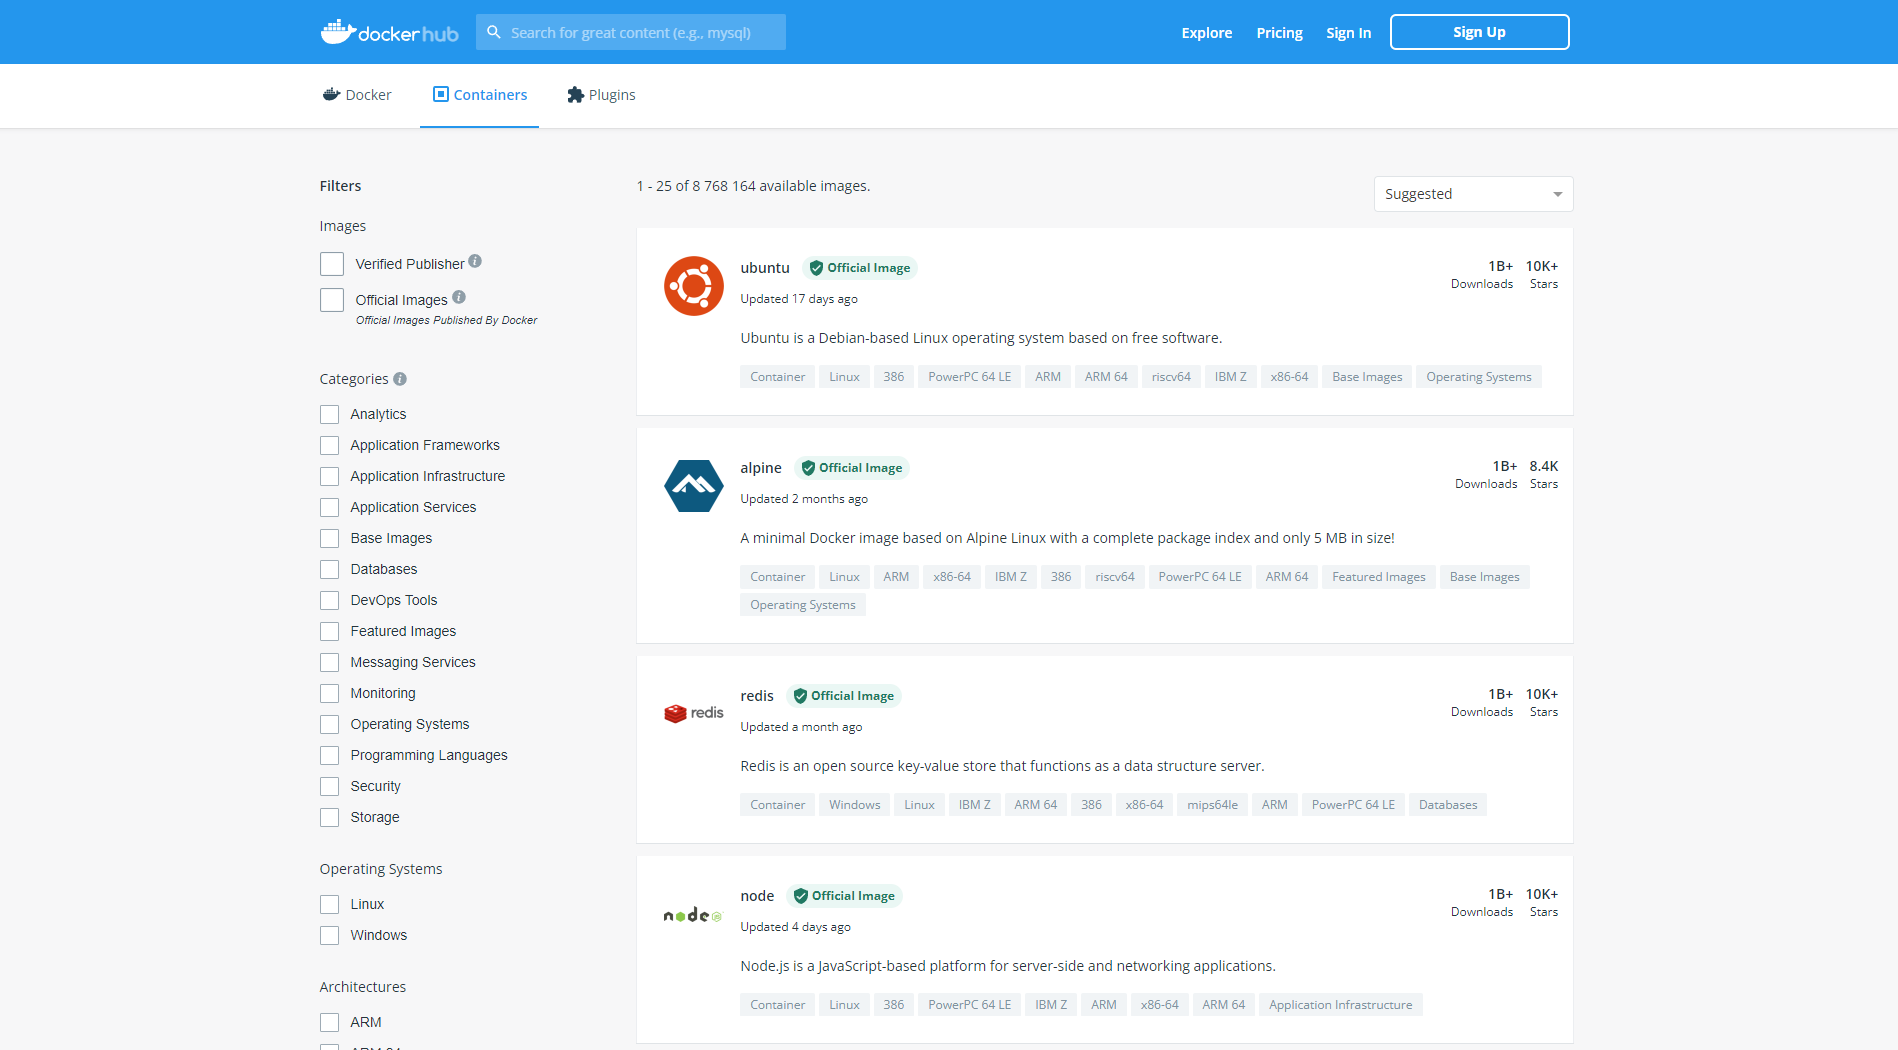 docker hub
Search for great content (e.g., mysql)
Explore
Pricing
Sign In
Sign Up
Docker
Containers
Plugins
Filters
Images
Verified Publisher
Official Images
Official Images Published By Docker
Categories
Analytics
Application Frameworks
Application Infrastructure
Application Services
Base Images
Databases
DevOps Tools
Featured Images
Messaging Services
Monitoring
Operating Systems
Programming Languages
Security
Storage
Operating Systems
Linux
Windows
Architectures
ARM
1 - 25 of 8 768 164 available images.
Suggested
ubuntu Official Image
1B+ 10K+
Downloads Stars
Updated 17 days ago
Ubuntu is a Debian-based Linux operating system based on free software.
Container Linux 386 PowerPC 64 LE ARM ARM 64 riscv64 IBM Z x86-64 Base Images Operating Systems
alpine Official Image
1B+ 8.4K
Downloads Stars
Updated 2 months ago
A minimal Docker image based on Alpine Linux with a complete package index and only 5 MB in size!
Container Linux ARM x86-64 IBM Z 386 riscv64 PowerPC 64 LE ARM 64 Featured Images Base Images
Operating Systems
redis
redis Official Image
1B+ 10K+
Downloads Stars
Updated a month ago
Redis is an open source key-value store that functions as a data structure server.
Container Windows Linux IBM Z ARM 64 386 x86-64 mips64le ARM PowerPC 64 LE Databases
node
node Official Image
1B+ 10K+
Downloads Stars
Updated 4 days ago
Node.js is a JavaScript-based platform for server-side and networking applications.
Container Linux 386 PowerPC 64 LE IBM Z ARM x86-64 ARM 64 Application Infrastructure